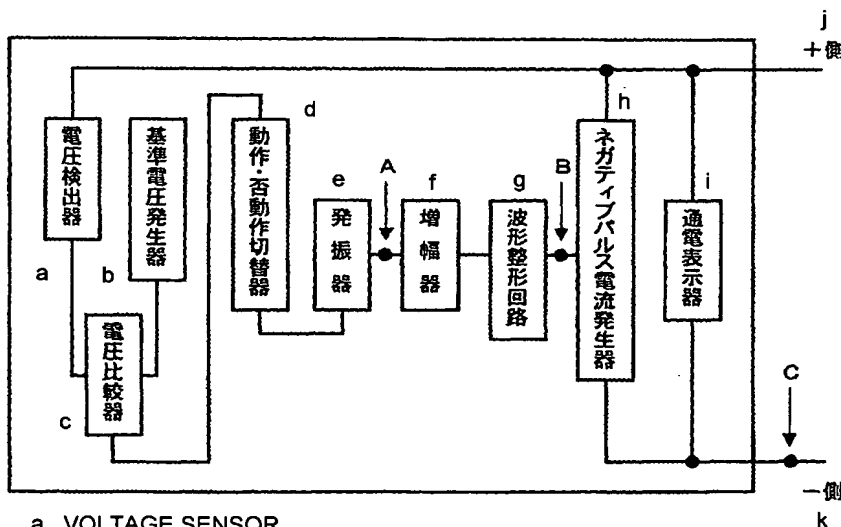 j
+側
電圧検出器
基準電圧発生器
d
動作・否動作切替器
e
発振器
A
f
増幅器
g
波形整形回路
B
h
ネガティブパルス電流発生器
i
通電表示器
a
b
電圧比較器
c
C
一側
k
a VOLTAGE SENSOR